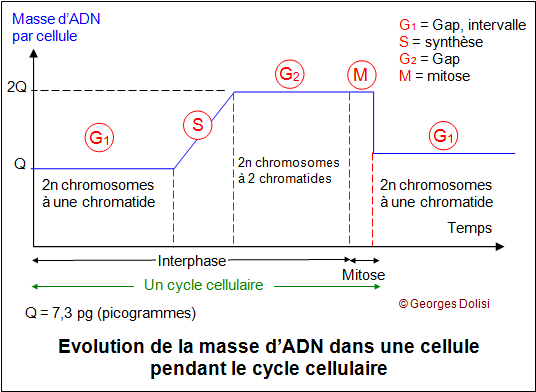 Masse d'ADN
par cellule
G1 = Gap, intervalle
S = synthèse
G2 = Gap
M = mitose
2Q
G2
M
G1
S
G1
Q
2n chromosomes
à une chromatide
2n chromosomes
à 2 chromatides
2n chromosomes
à une chromatide
Temps
Interphase
Mitose
Un cycle cellulaire
© Georges Dolisi
Q = 7,3 pg (picogrammes)
Evolution de la masse d'ADN dans une cellule
pendant le cycle cellulaire